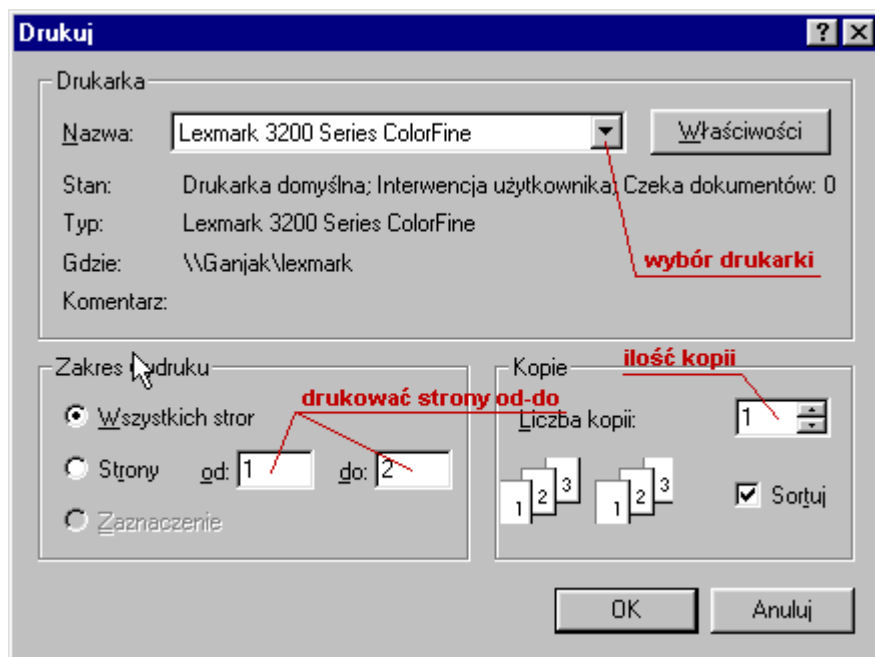 Drukuj
Drukarka
Nazwa: Lexmark 3200 Series ColorFine Właściwości
Stan: Drukarka domyślna; Interwencja użytkownika; Czeka dokumentów: 0
Typ: Lexmark 3200 Series ColorFine
Gdzie: \\Ganjak\lexmark
wybór drukarki
Komentarz:
Zakres druku
drukować strony od-do
Wszystkich stror
Strony od: 1 do: 2
Zaznaczenie
Kopie
ilość kopii
Liczba kopii: 1
1 2 3 1 2 3
Sortuj
OK Anuluj